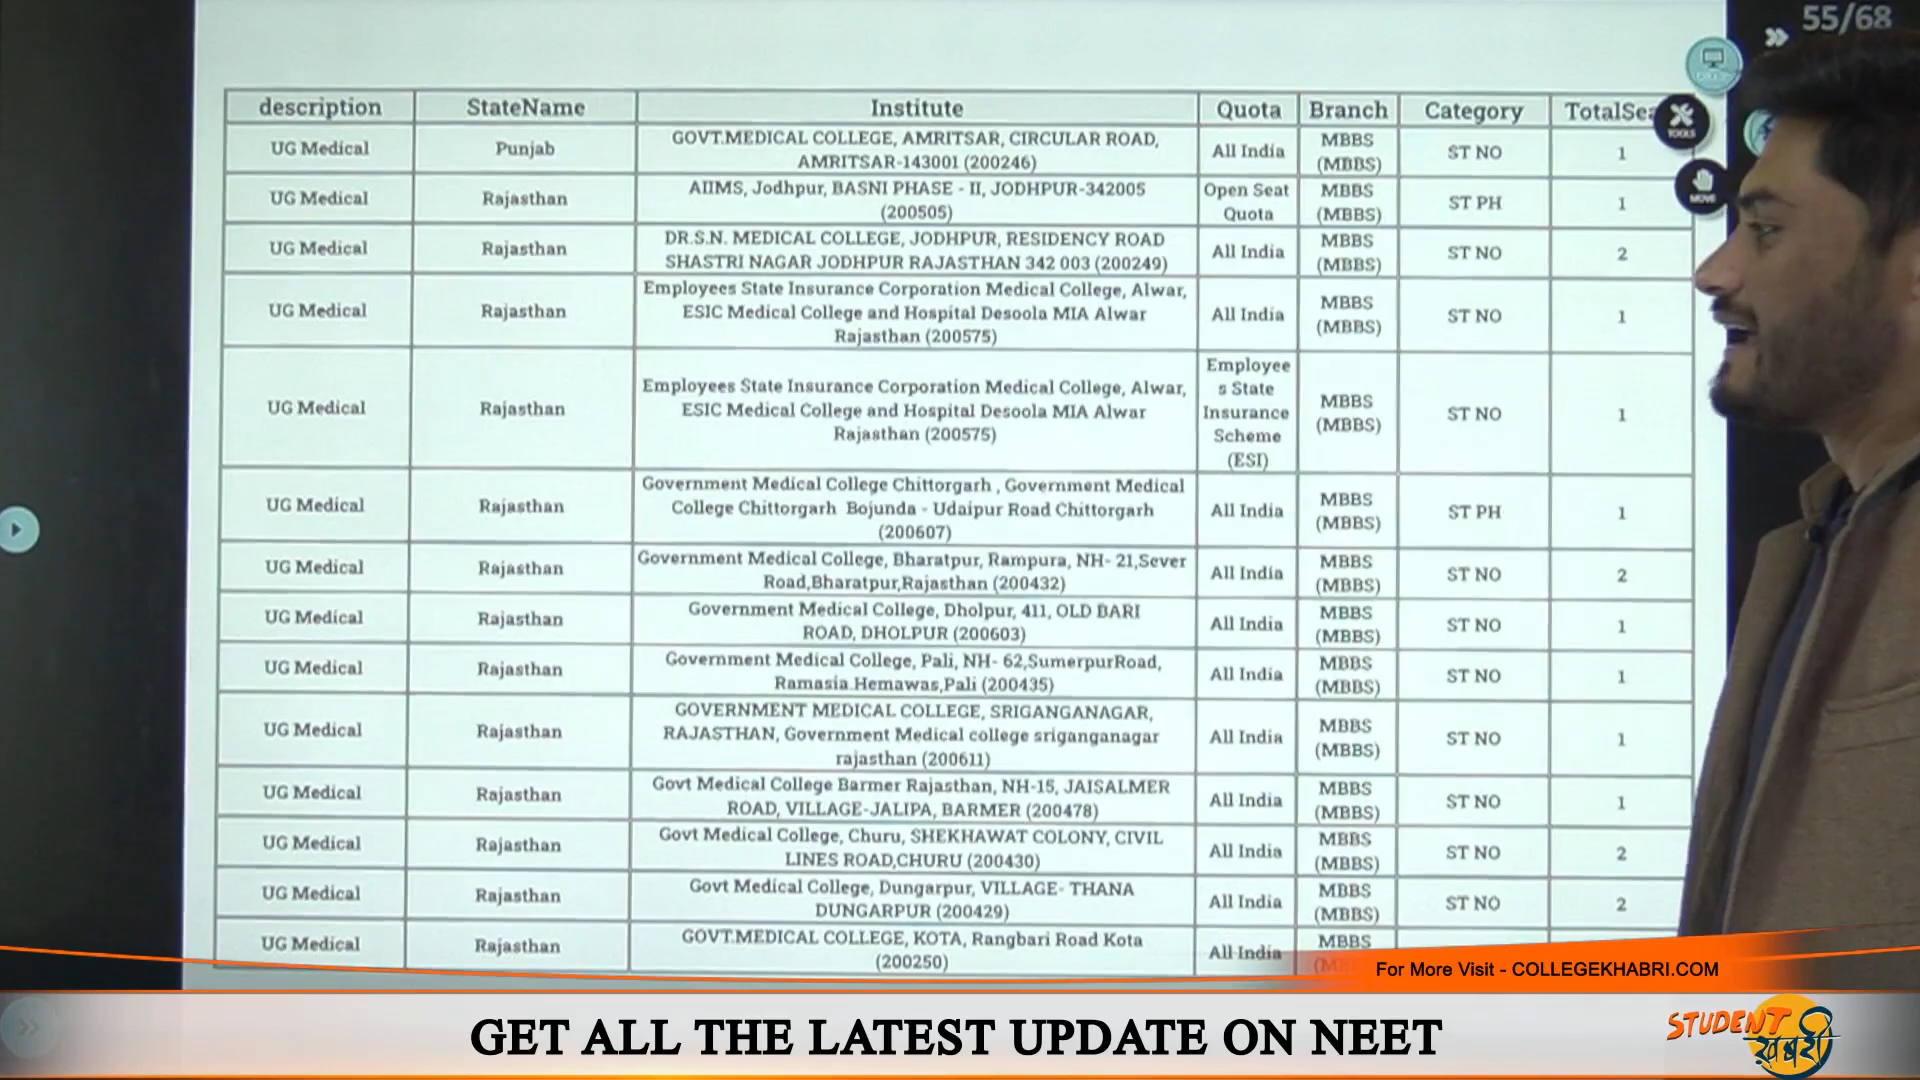 55/68
description StateName Institute Quota Branch Category TotalSea
TOOLS
UG Medical Punjab GOVT.MEDICAL COLLEGE, AMRITSAR, CIRCULAR ROAD, All India MBBS ST NO 1
AMRITSAR-143001 (200246) (MBBS)
UG Medical Rajasthan AIIMS, Jodhpur, BASNI PHASE - II, JODHPUR-342005 Open Seat MBBS ST PH 1
(200505) Quota (MBBS)
MOVE
UG Medical Rajasthan DR.S.N. MEDICAL COLLEGE, JODHPUR, RESIDENCY ROAD All India MBBS ST NO 2
SHASTRI NAGAR JODHPUR RAJASTHAN 342 003 (200249) (MBBS)
UG Medical Rajasthan Employees State Insurance Corporation Medical College, Alwar, All India MBBS ST NO 1
ESIC Medical College and Hospital Desoola MIA Alwar (MBBS)
Rajasthan (200575)
UG Medical Rajasthan Employees State Insurance Corporation Medical College, Alwar, Employee MBBS ST NO 1
ESIC Medical College and Hospital Desoola MIA Alwar s State (MBBS)
Rajasthan (200575) Insurance
Scheme
(ESI)
UG Medical Rajasthan Government Medical College Chittorgarh , Government Medical All India MBBS ST PH 1
College Chittorgarh Bojunda - Udaipur Road Chittorgarh (MBBS)
(200607)
UG Medical Rajasthan Government Medical College, Bharatpur, Rampura, NH- 21,Sever All India MBBS ST NO 2
Road,Bharatpur,Rajasthan (200432) (MBBS)
UG Medical Rajasthan Government Medical College, Dholpur, 411, OLD BARI All India MBBS ST NO 1
ROAD, DHOLPUR (200603) (MBBS)
UG Medical Rajasthan Government Medical College, Pali, NH- 62,SumerpurRoad, All India MBBS ST NO 1
Ramasia Hemawas,Pali (200435) (MBBS)
UG Medical Rajasthan GOVERNMENT MEDICAL COLLEGE, SRIGANGANAGAR, All India MBBS ST NO 1
RAJASTHAN, Government Medical college sriganganagar (MBBS)
rajasthan (200611)
UG Medical Rajasthan Govt Medical College Barmer Rajasthan, NH-15, JAISALMER All India MBBS ST NO 1
ROAD, VILLAGE-JALIPA, BARMER (200478) (MBBS)
UG Medical Rajasthan Govt Medical College, Churu, SHEKHAWAT COLONY, CIVIL All India MBBS ST NO 2
LINES ROAD,CHURU (200430) (MBBS)
UG Medical Rajasthan Govt Medical College, Dungarpur, VILLAGE- THANA All India MBBS ST NO 2
DUNGARPUR (200429) (MBBS)
UG Medical Rajasthan GOVT.MEDICAL COLLEGE, KOTA, Rangbari Road Kota All India MBBS
(200250)
For More Visit - COLLEGEKHABRI.COM
GET ALL THE LATEST UPDATE ON NEET
STUDENT
ख़बरी